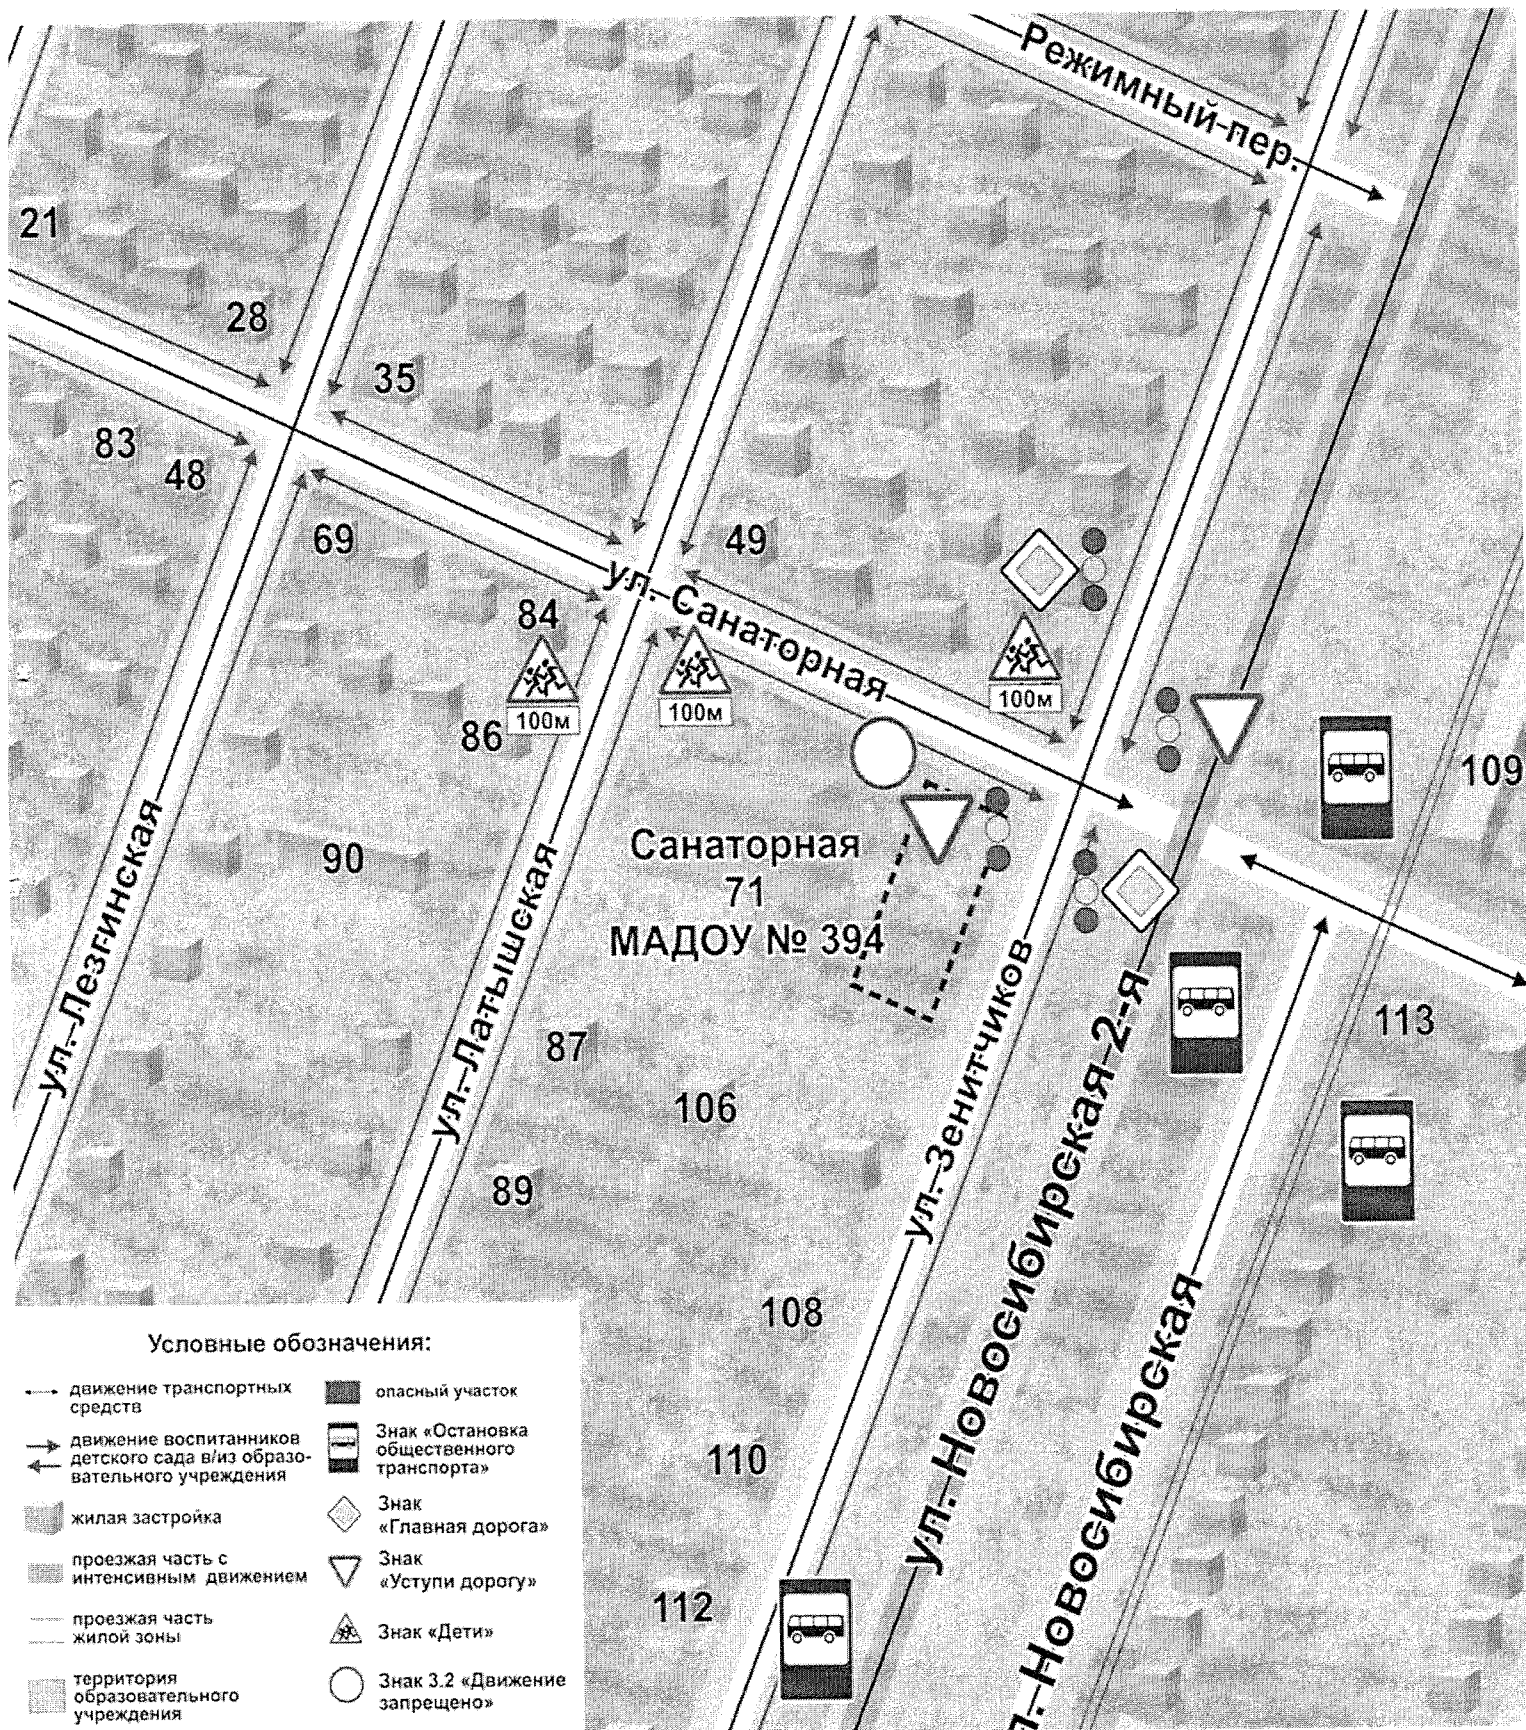 Режимный пер.
21
28
35
83
48
69
49
84
ул. Санаторная
100м
100м
100м
86
109
Санаторная
71
МАДОУ № 394
90
ул. Лезгинская
ул. Латышская
ул. Зенитчиков
ул. Новосибирская 2-я
113
87
106
89
108
ул. Новосибирская
110
112
Условные обозначения:
движение транспортных
средств
движение воспитанников
детского сада в/из образо-
вательного учреждения
жилая застройка
проезжая часть с
интенсивным движением
проезжая часть
жилой зоны
территория
образовательного
учреждения
опасный участок
Знак «Остановка
общественного
транспорта»
Знак
«Главная дорога»
Знак
«Уступи дорогу»
Знак «Дети»
Знак 3.2 «Движение
запрещено»